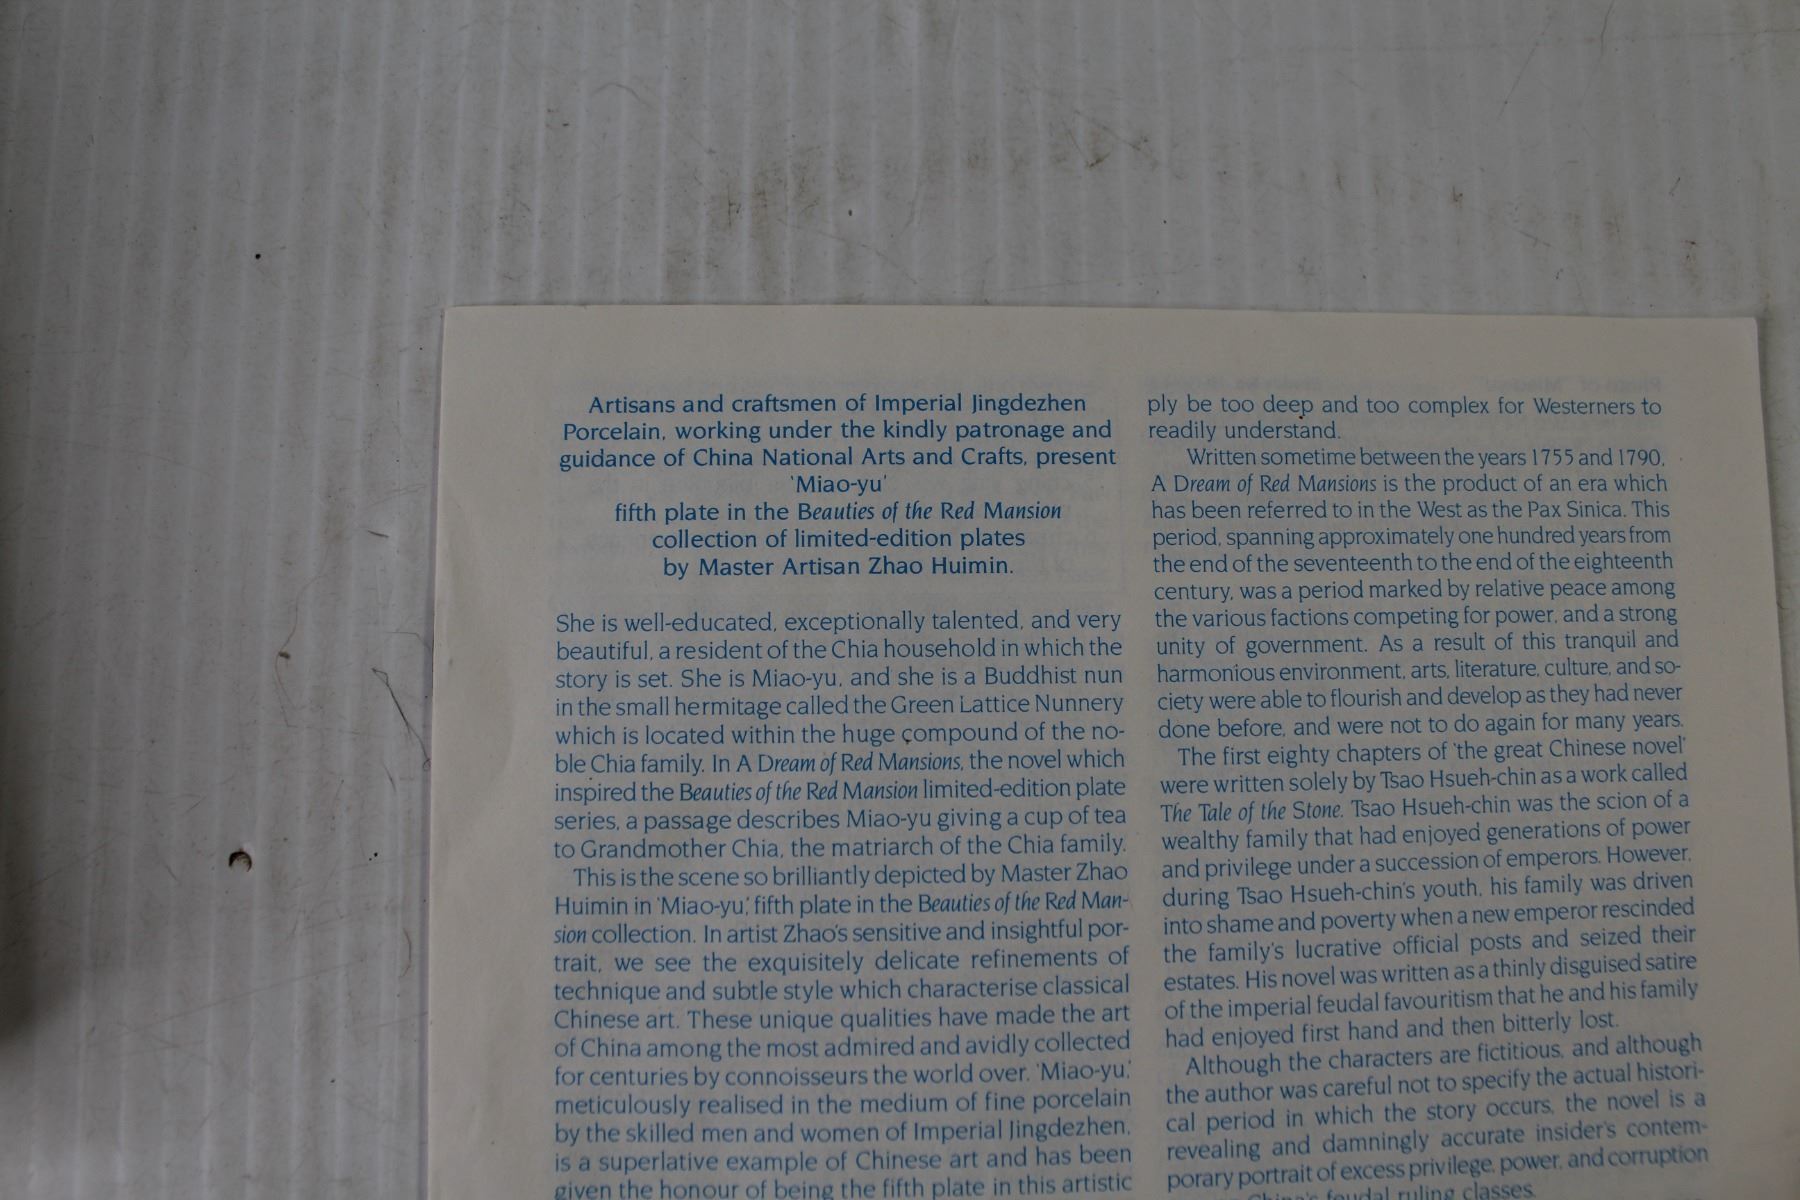 Artisans and craftsmen of Imperial Jingdezhen
Porcelain, working under the kindly patronage and
guidance of China National Arts and Crafts, present
'Miao-yu'
fifth plate in the Beauties of the Red Mansion
collection of limited-edition plates
by Master Artisan Zhao Huimin.
She is well-educated, exceptionally talented, and very
beautiful, a resident of the Chia household in which the
story is set. She is Miao-yu, and she is a Buddhist nun
in the small hermitage called the Green Lattice Nunnery
which is located within the huge compound of the no-
ble Chia family. In A Dream of Red Mansions, the novel which
inspired the Beauties of the Red Mansion limited-edition plate
series, a passage describes Miao-yu giving a cup of tea
to Grandmother Chia, the matriarch of the Chia family.
This is the scene so brilliantly depicted by Master Zhao
Huimin in 'Miao-yu,' fifth plate in the Beauties of the Red Man-
sion collection. In artist Zhao's sensitive and insightful por-
trait, we see the exquisitely delicate refinements of
technique and subtle style which characterise classical
Chinese art. These unique qualities have made the art
of China among the most admired and avidly collected
for centuries by connoisseurs the world over. 'Miao-yu,'
meticulously realised in the medium of fine porcelain
by the skilled men and women of Imperial Jingdezhen,
is a superlative example of Chinese art and has been
given the honour of being the fifth plate in this artistic
ply be too deep and too complex for Westerners to
readily understand.
Written sometime between the years 1755 and 1790,
A Dream of Red Mansions is the product of an era which
has been referred to in the West as the Pax Sinica. This
period, spanning approximately one hundred years from
the end of the seventeenth to the end of the eighteenth
century, was a period marked by relative peace among
the various factions competing for power, and a strong
unity of government. As a result of this tranquil and
harmonious environment, arts, literature, culture, and so-
ciety were able to flourish and develop as they had never
done before, and were not to do again for many years.
The first eighty chapters of 'the great Chinese novel'
were written solely by Tsao Hsueh-chin as a work called
The Tale of the Stone. Tsao Hsueh-chin was the scion of a
wealthy family that had enjoyed generations of power
and privilege under a succession of emperors. However,
during Tsao Hsueh-chin's youth, his family was driven
into shame and poverty when a new emperor rescinded
the family's lucrative official posts and seized their
estates. His novel was written as a thinly disguised satire
of the imperial feudal favouritism that he and his family
had enjoyed first hand and then bitterly lost.
Although the characters are fictitious, and although
the author was careful not to specify the actual histori-
cal period in which the story occurs, the novel is a
revealing and damningly accurate insider's contem-
porary portrait of excess privilege, power, and corruption
China's feudal ruling classes.